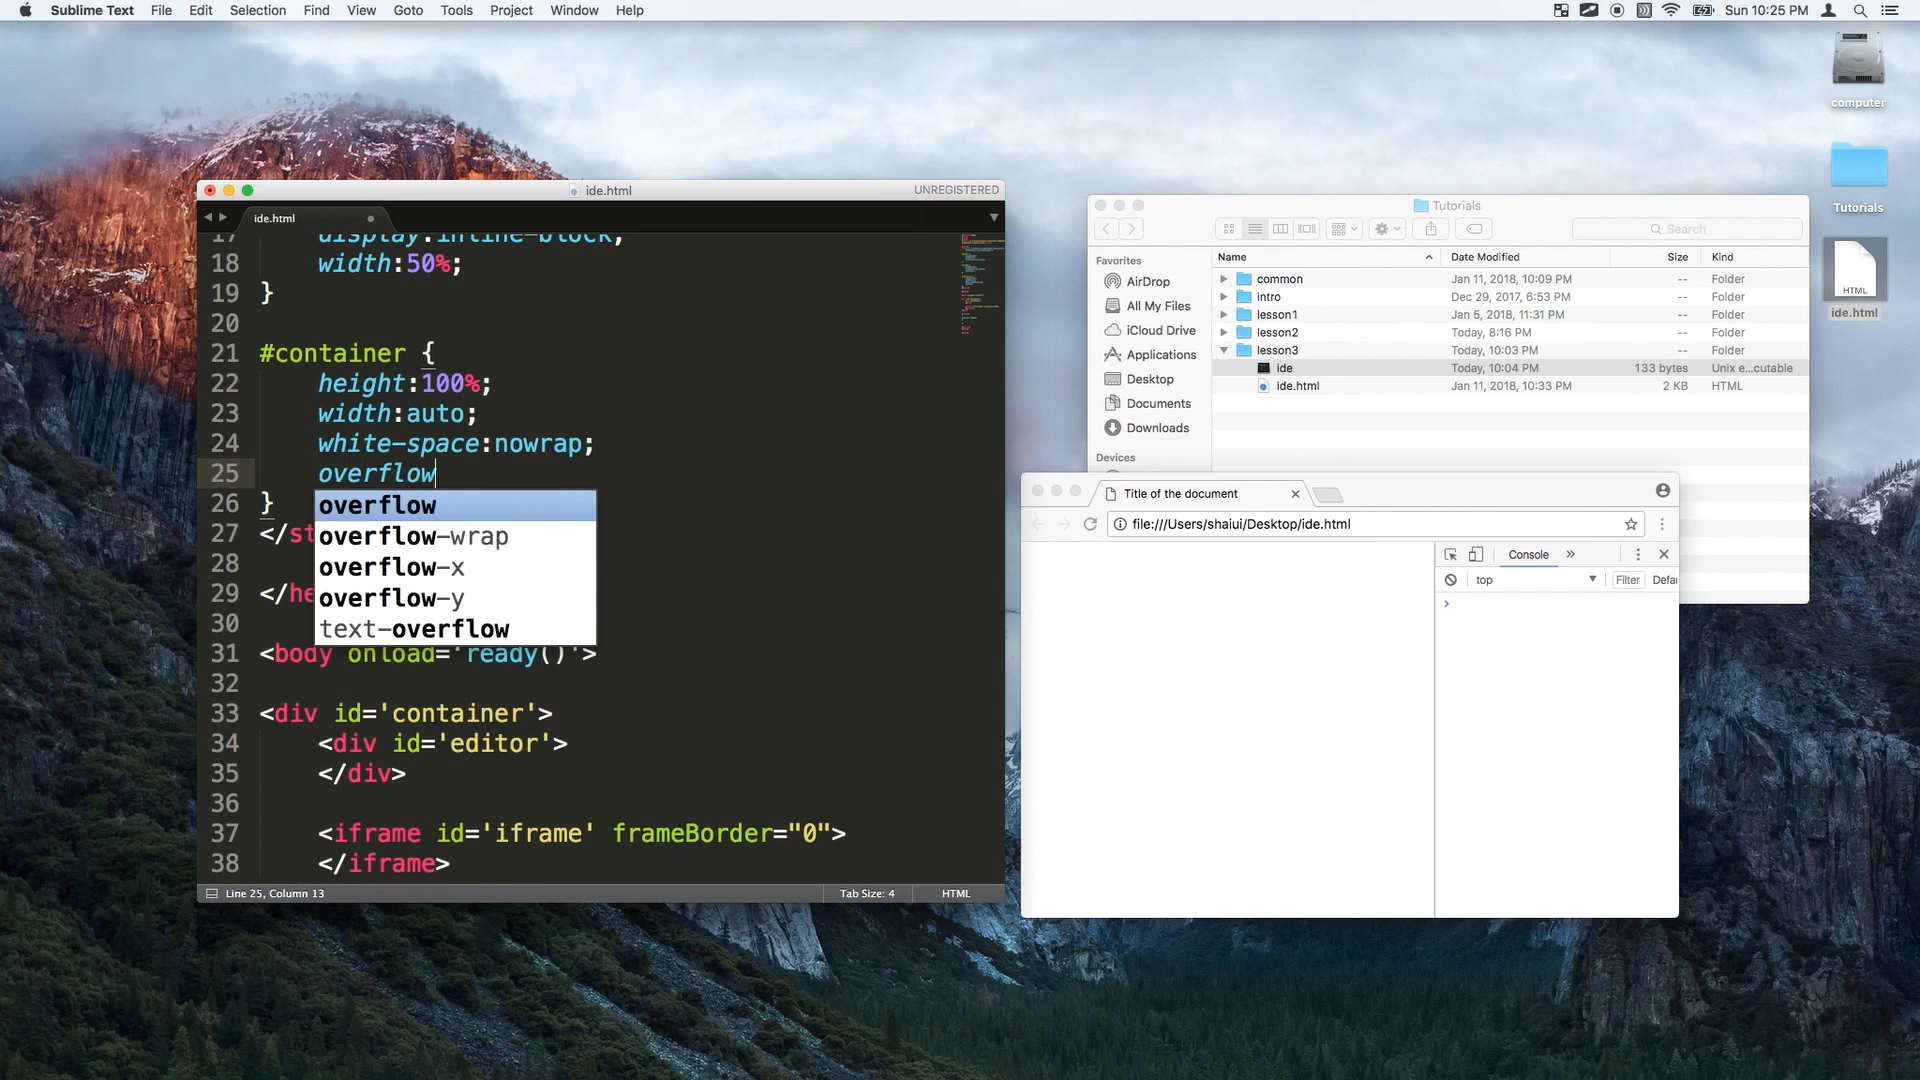 Sublime Text File Edit Selection Find View Goto Tools Project Window Help
Sun 10:25 PM
computer
Tutorials
HTML
ide.html
ide.html
UNREGISTERED
ide.html
17 display:inline-block;
18 width:50%;
19 }
20
21 #container {
22 height:100%;
23 width:auto;
24 white-space:nowrap;
25 overflow
26 }
27 </st
28
29 </he
30
31 <body onload='ready()'>
32
33 <div id='container'>
34 <div id='editor'>
35 </div>
36
37 <iframe id='iframe' frameBorder="0">
38 </iframe>
overflow
overflow-wrap
overflow-x
overflow-y
text-overflow
Line 25, Column 13
Tab Size: 4
HTML
Tutorials
Search
Favorites
AirDrop
All My Files
iCloud Drive
Applications
Desktop
Documents
Downloads
Devices
Name Date Modified Size Kind
common Jan 11, 2018, 10:09 PM -- Folder
intro Dec 29, 2017, 6:53 PM -- Folder
lesson1 Jan 5, 2018, 11:31 PM -- Folder
lesson2 Today, 8:16 PM -- Folder
lesson3 Today, 10:03 PM -- Folder
ide Today, 10:04 PM 133 bytes Unix e...cutable
ide.html Jan 11, 2018, 10:33 PM 2 KB HTML
Title of the document
file:///Users/shaiui/Desktop/ide.html
Console »
top Filter Defa